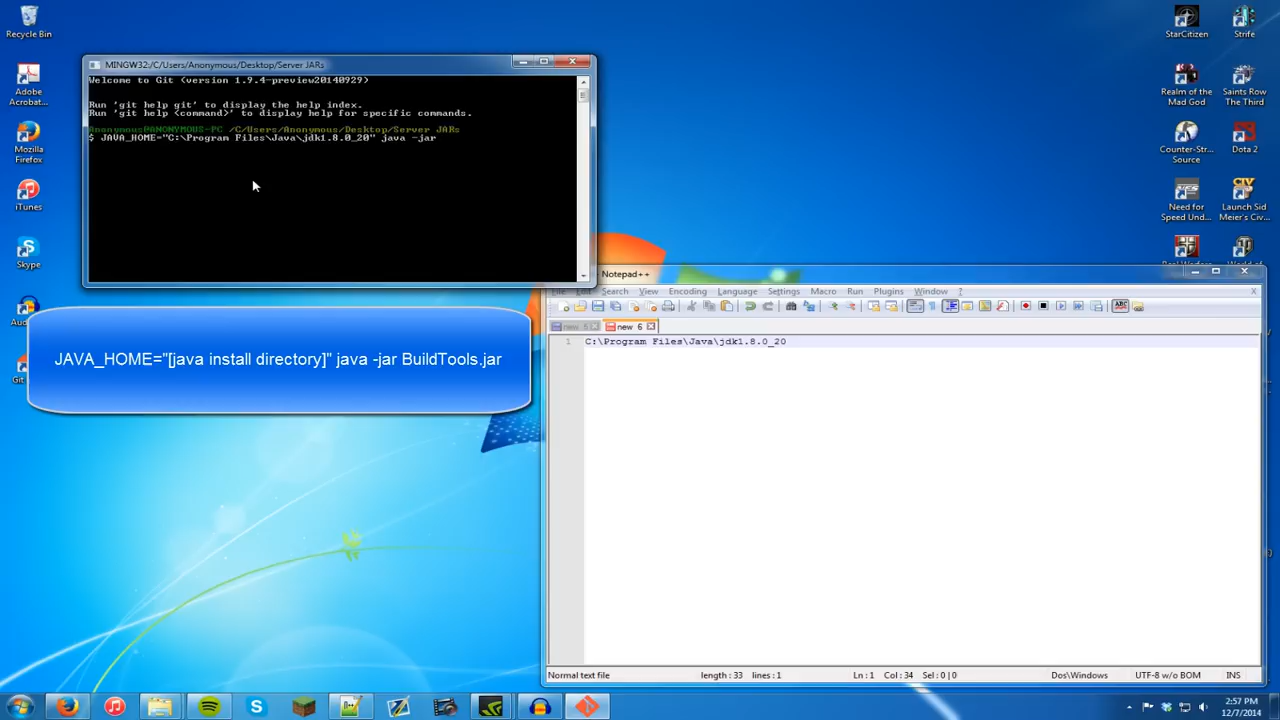 Recycle Bin
Adobe
Acrobat...
Mozilla
Firefox
iTunes
Skype
StarCitizen
Strife
Realm of the
Mad God
Saints Row
The Third
Counter-Str...
Source
Dota 2
Need for
Speed Und...
Launch Sid
Meier's Civ...
MINGW32:/C/Users/Anonymous/Desktop/Server JARs
Welcome to Git (version 1.9.4-preview20140929)
Run 'git help git' to display the help index.
Run 'git help <command>' to display help for specific commands.
Anonymous@ANONYMOUS-PC /C/Users/Anonymous/Desktop/Server JARs
$ JAVA_HOME="C:\Program Files\Java\jdk1.8.0_20" java -jar
JAVA_HOME="[java install directory]" java -jar BuildTools.jar
Notepad++
Search View Encoding Language Settings Macro Run Plugins Window ?
X
new 6
1 C:\Program Files\Java\jdk1.8.0_20
Normal text file length : 33 lines : 1 Ln : 1 Col : 34 Sel : 0 | 0 Dos\Windows UTF-8 w/o BOM INS
2:57 PM
12/7/2014